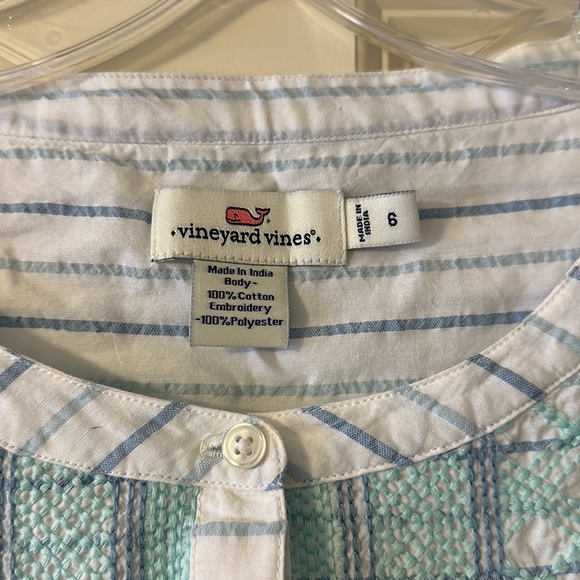 ·vineyard vines®·
MADE IN
INDIA
6
Made In India
Body-
100%Cotton
Embroidery
-100%Polyester